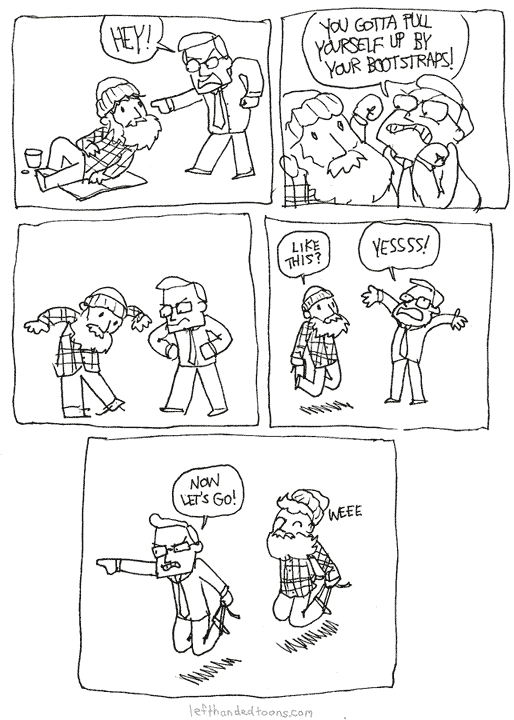 HEY!
YOU GOTTA PULL
YOURSELF UP BY
YOUR BOOTSTRAPS!
LIKE
THIS?
YESSSS!
NOW
LET'S GO!
WEEE
lefthandedtoons.com